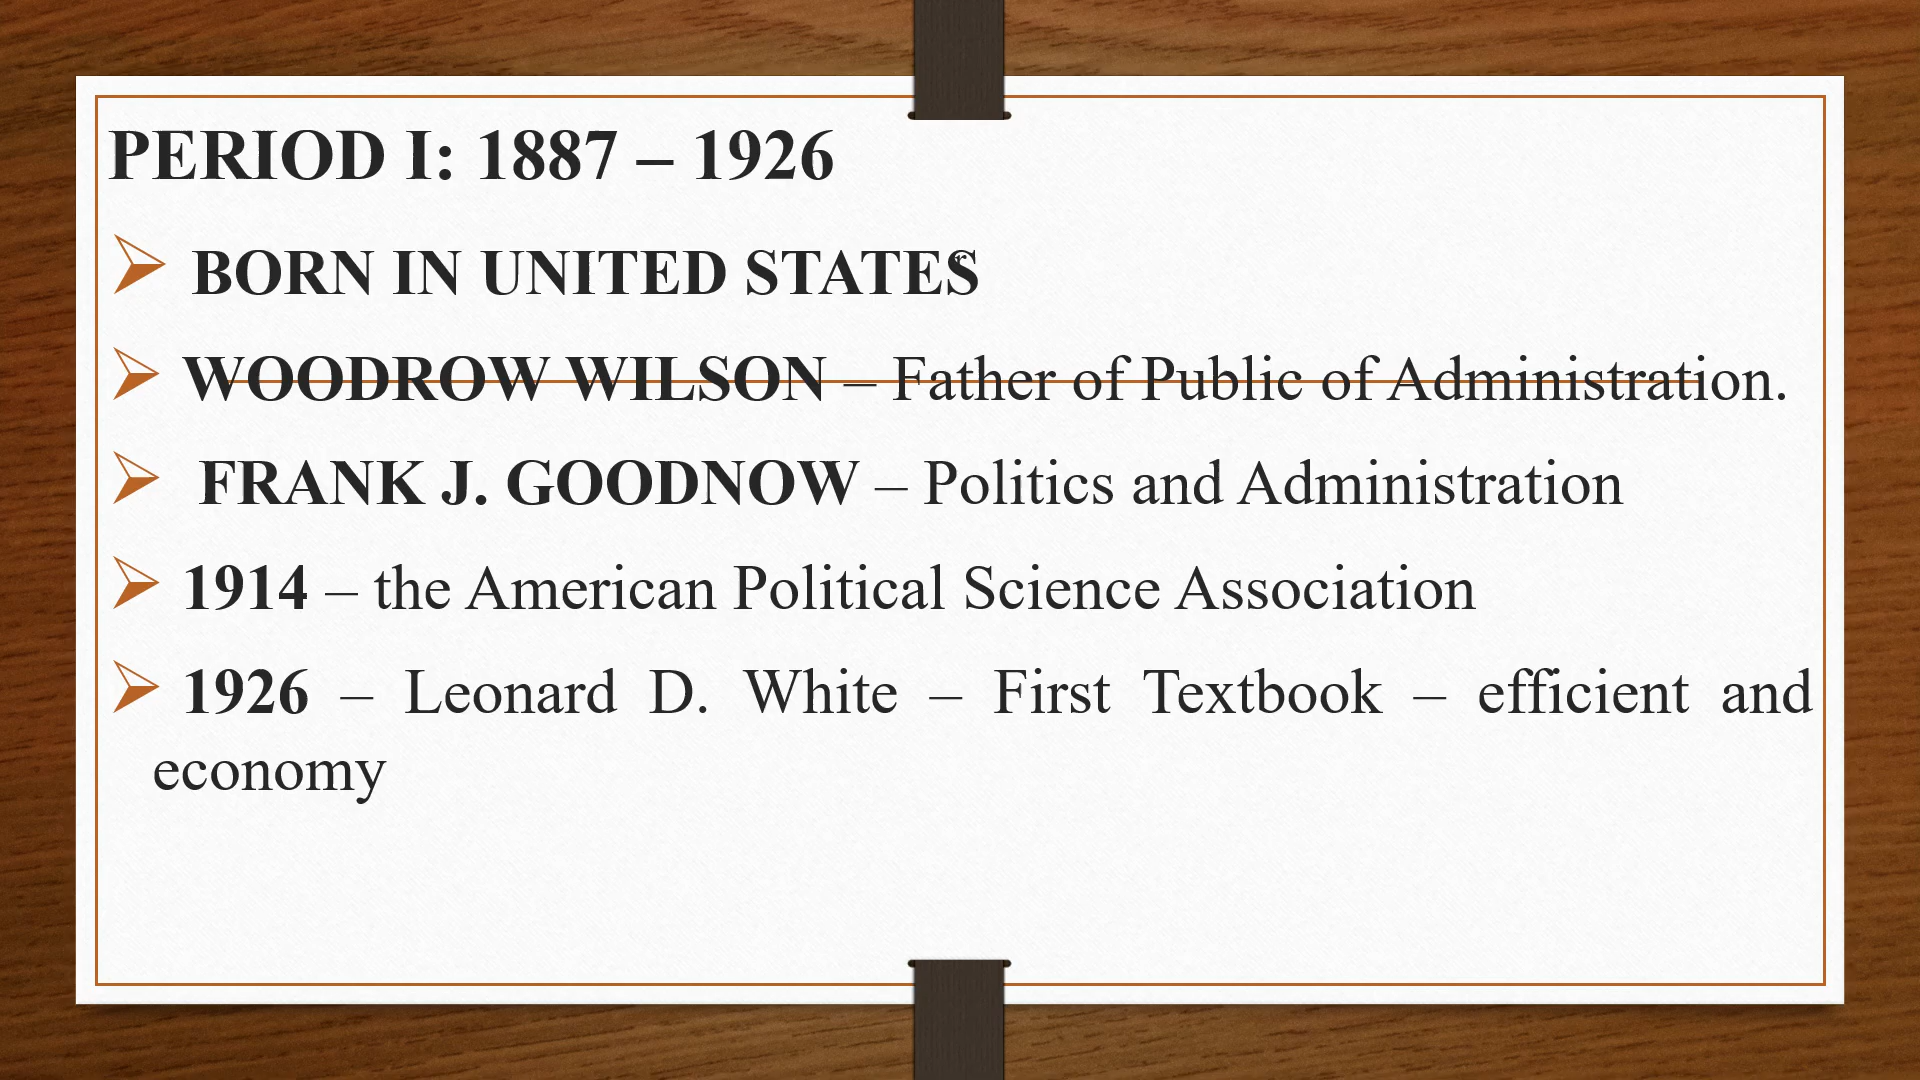 PERIOD I: 1887 – 1926
➢ BORN IN UNITED STATES
r
➢ WOODROW WILSON – Father of Public of Administration.
➢ FRANK J. GOODNOW – Politics and Administration
➢ 1914 – the American Political Science Association
➢ 1926 – Leonard D. White – First Textbook – efficient and
economy